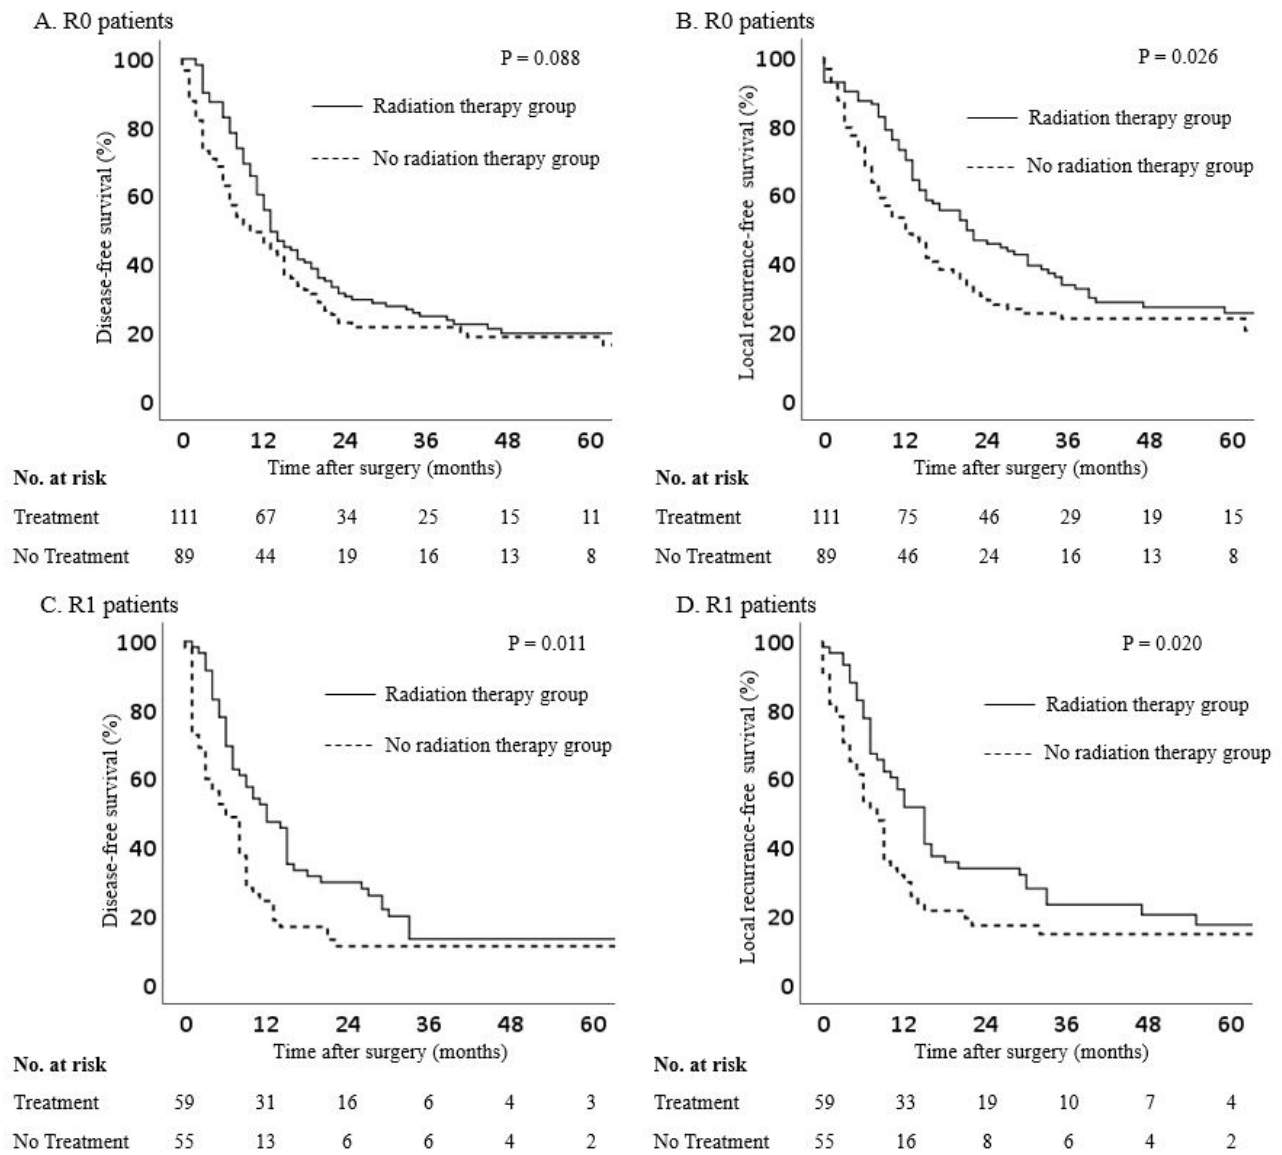 A. R0 patients
P = 0.088
Radiation therapy group
No radiation therapy group
Disease-free survival (%)
100
80
60
40
20
0
0 12 24 36 48 60
Time after surgery (months)
No. at risk
Treatment 111 67 34 25 15 11
No Treatment 89 44 19 16 13 8
B. R0 patients
P = 0.026
Radiation therapy group
No radiation therapy group
Local recurrence-free survival (%)
100
80
60
40
20
0
0 12 24 36 48 60
Time after surgery (months)
No. at risk
Treatment 111 75 46 29 19 15
No Treatment 89 46 24 16 13 8
C. R1 patients
P = 0.011
Radiation therapy group
No radiation therapy group
Disease-free survival (%)
100
80
60
40
20
0
0 12 24 36 48 60
Time after surgery (months)
No. at risk
Treatment 59 31 16 6 4 3
No Treatment 55 13 6 6 4 2
D. R1 patients
P = 0.020
Radiation therapy group
No radiation therapy group
Local recurrence-free survival (%)
100
80
60
40
20
0
0 12 24 36 48 60
Time after surgery (months)
No. at risk
Treatment 59 33 19 10 7 4
No Treatment 55 16 8 6 4 2